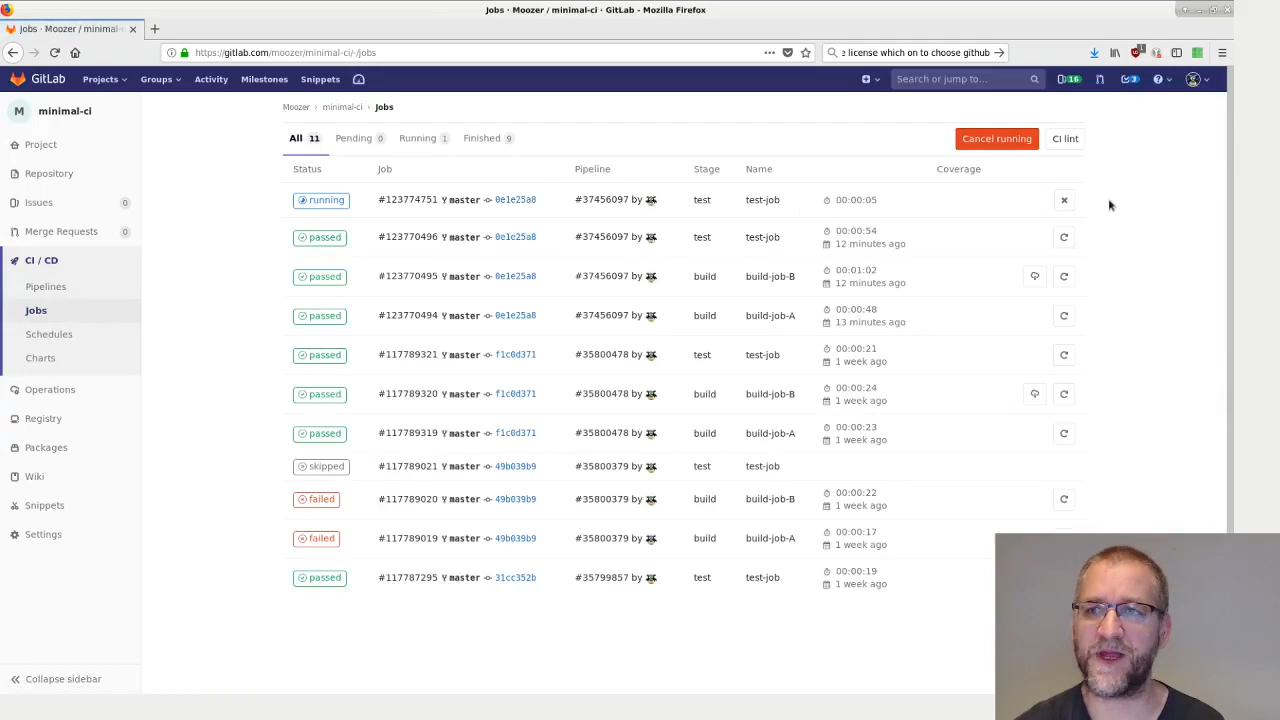 Jobs · Moozer / minimal-ci · GitLab - Mozilla Firefox
Jobs · Moozer / minimal-
https://gitlab.com/moozer/minimal-ci/-/jobs
license which on to choose github
1
GitLab
Projects
Groups
Activity
Milestones
Snippets
Search or jump to...
16
3
M
minimal-ci
Project
Repository
Issues
0
Merge Requests
0
CI / CD
Pipelines
Jobs
Schedules
Charts
Operations
Registry
Packages
Wiki
Snippets
Settings
Collapse sidebar
Moozer › minimal-ci › Jobs
All 11 Pending 0 Running 1 Finished 9
Cancel running
CI lint
Status Job Pipeline Stage Name Coverage
running #123774751 master 0e1e25a8 #37456097 by test test-job 00:00:05
passed #123770496 master 0e1e25a8 #37456097 by test test-job 00:00:54
12 minutes ago
passed #123770495 master 0e1e25a8 #37456097 by build build-job-B 00:01:02
12 minutes ago
passed #123770494 master 0e1e25a8 #37456097 by build build-job-A 00:00:48
13 minutes ago
passed #117789321 master f1c0d371 #35800478 by test test-job 00:00:21
1 week ago
passed #117789320 master f1c0d371 #35800478 by build build-job-B 00:00:24
1 week ago
passed #117789319 master f1c0d371 #35800478 by build build-job-A 00:00:23
1 week ago
skipped #117789021 master 49b039b9 #35800379 by test test-job
failed #117789020 master 49b039b9 #35800379 by build build-job-B 00:00:22
1 week ago
failed #117789019 master 49b039b9 #35800379 by build build-job-A 00:00:17
1 week ago
passed #117787295 master 31cc352b #35799857 by test test-job 00:00:19
1 week ago